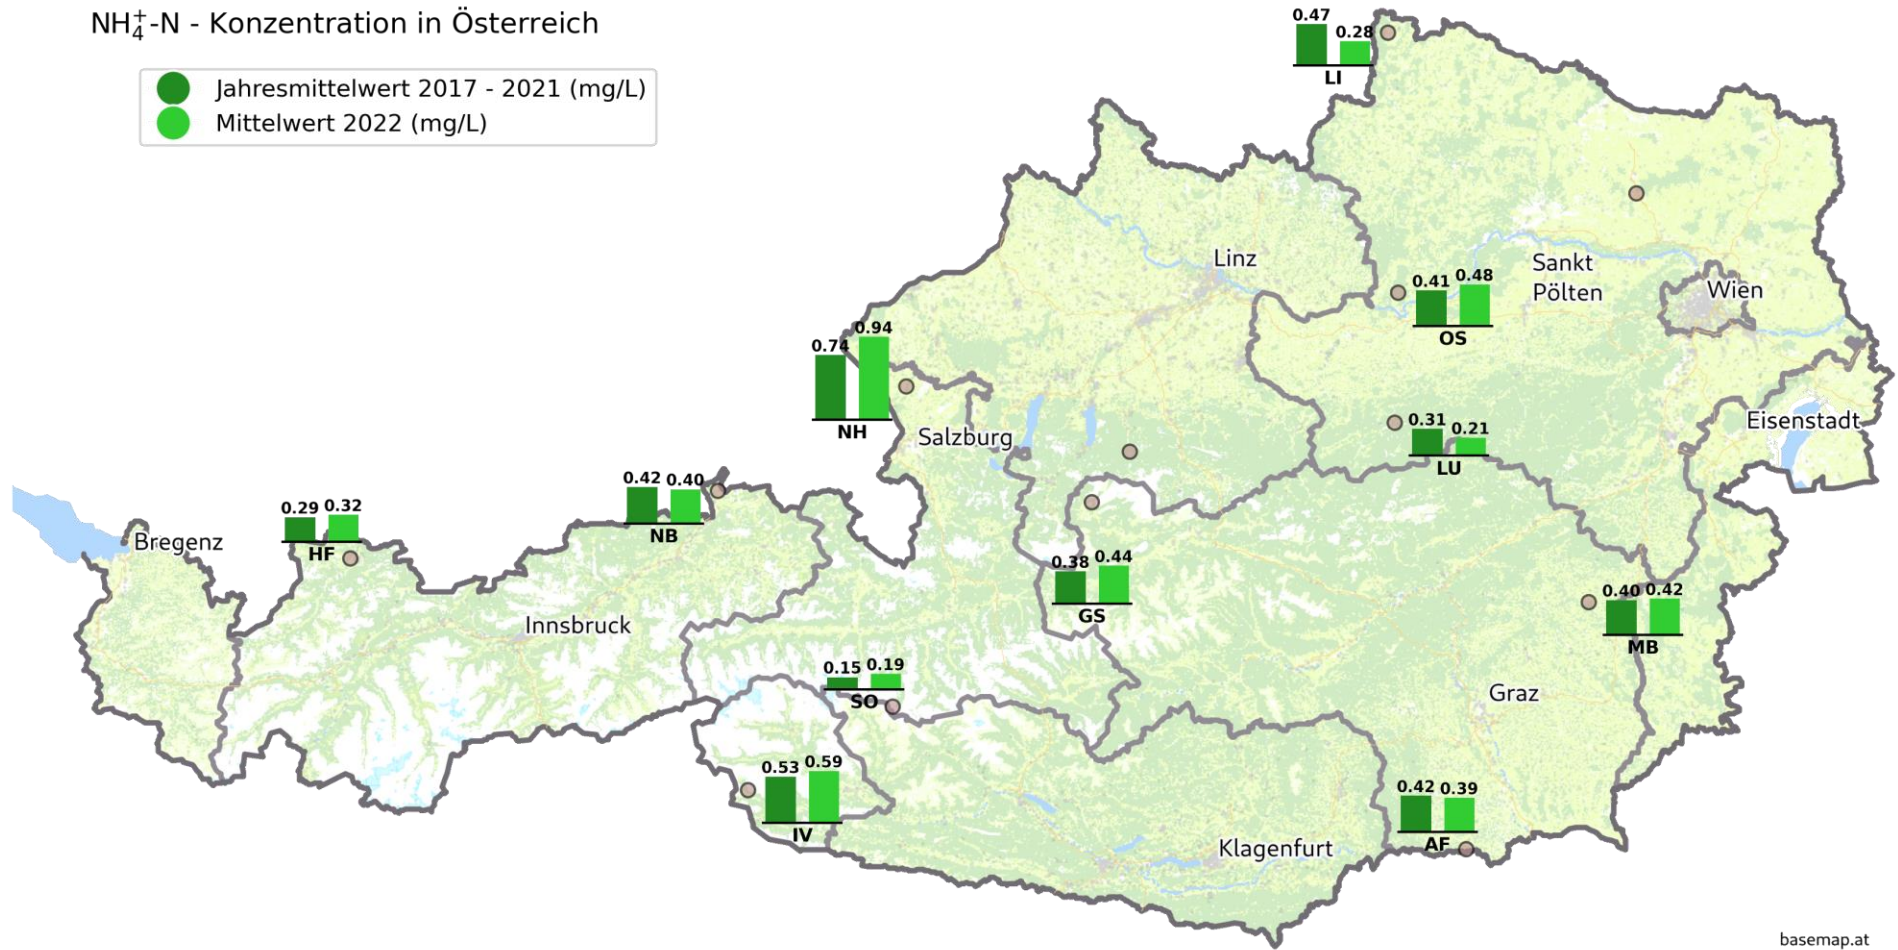 NH₄⁺-N - Konzentration in Österreich
Jahresmittelwert 2017 - 2021 (mg/L)
Mittelwert 2022 (mg/L)
0.47 0.28
LI
Linz
Sankt
Pölten
Wien
0.41 0.48
OS
0.74 0.94
NH
Salzburg
0.31 0.21
LU
Eisenstadt
0.42 0.40
NB
0.29 0.32
HF
Bregenz
Innsbruck
0.38 0.44
GS
0.40 0.42
MB
0.15 0.19
SO
Graz
0.53 0.59
IV
0.42 0.39
AF
Klagenfurt
basemap.at